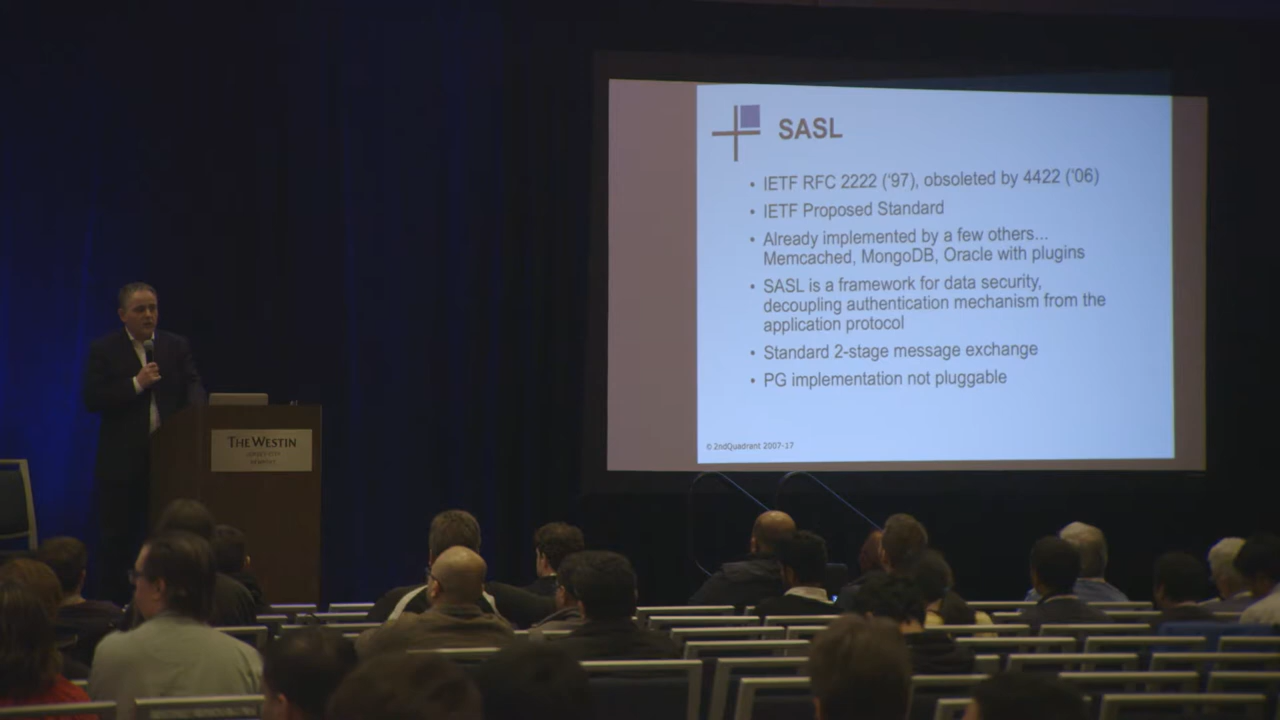 SASL
• IETF RFC 2222 ('97), obsoleted by 4422 ('06)
• IETF Proposed Standard
• Already implemented by a few others...
Memcached, MongoDB, Oracle with plugins
• SASL is a framework for data security,
decoupling authentication mechanism from the
application protocol
• Standard 2-stage message exchange
• PG implementation not pluggable
© 2ndQuadrant 2007-17
THE WESTIN